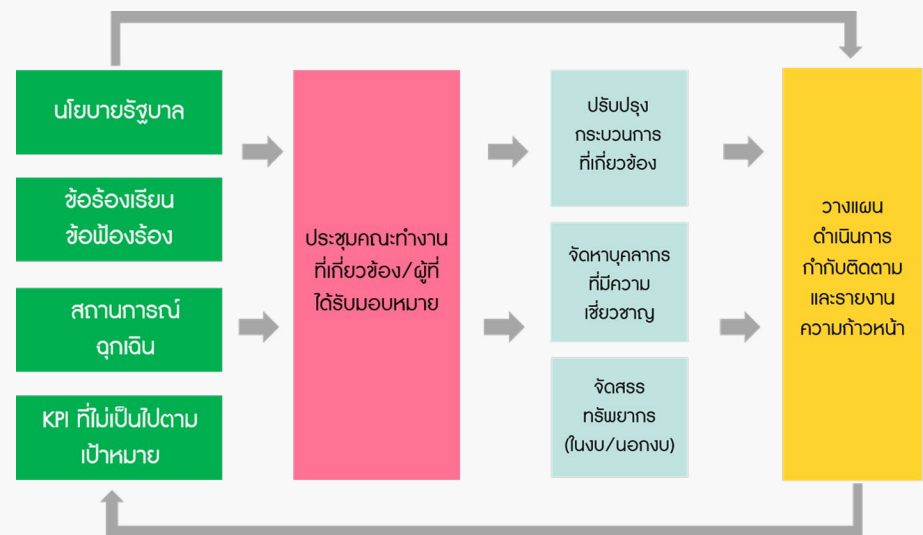 นโยบายรัฐบาล
ข้อร้องเรียน
ข้อฟ้องร้อง
สถานการณ์
ฉุกเฉิน
KPI ที่ไม่เป็นไปตาม
เป้าหมาย
ประชุมคณะทำงาน
ที่เกี่ยวข้อง/ผู้ที่
ได้รับมอบหมาย
ปรับปรุง
กระบวนการ
ที่เกี่ยวข้อง
จัดหาบุคลากร
ที่มีความ
เชี่ยวชาญ
จัดสรร
ทรัพยากร
(ในงบ/นอกงบ)
วางแผน
ดำเนินการ
กำกับติดตาม
และรายงาน
ความก้าวหน้า